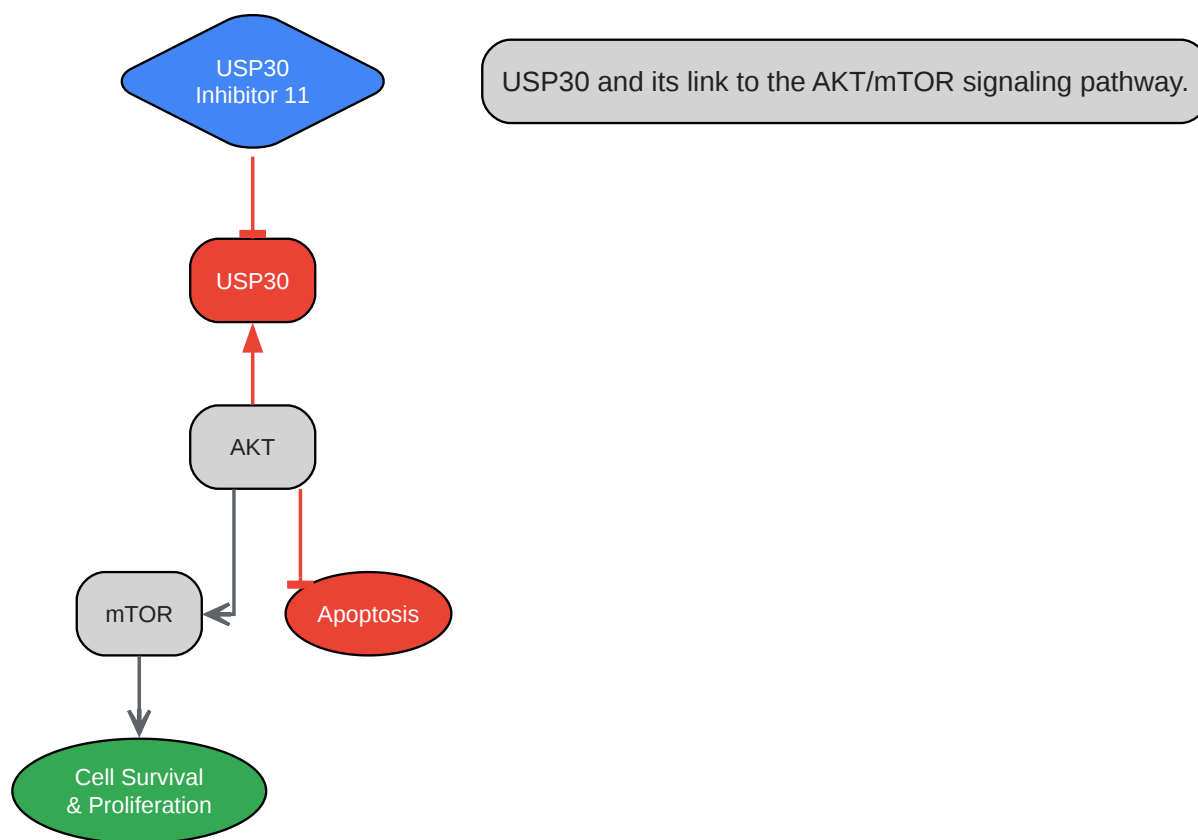 USP30
Inhibitor 11
USP30 and its link to the AKT/mTOR signaling pathway.
USP30
AKT
mTOR
Apoptosis
Cell Survival
& Proliferation